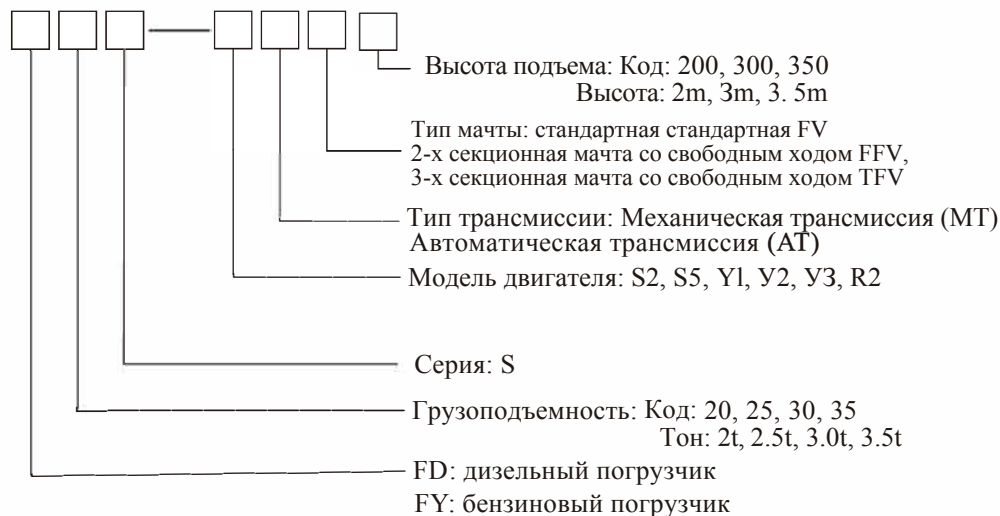 Высота подъема: Код: 200, 300, 350
Высота: 2m, 3m, 3. 5m
Тип мачты: стандартная стандартная FV
2-х секционная мачта со свободным ходом FFV,
3-х секционная мачта со свободным ходом TFV
Тип трансмиссии: Механическая трансмиссия (МТ)
Автоматическая трансмиссия (АТ)
Модель двигателя: S2, S5, Yl, У2, У3, R2
Серия: S
Грузоподъемность: Код: 20, 25, 30, 35
Тон: 2t, 2.5t, 3.0t, 3.5t
FD: дизельный погрузчик
FY: бензиновый погрузчик